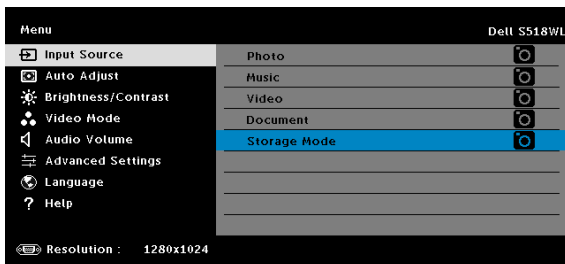 Menu
Dell S518WL
Input Source
Auto Adjust
Brightness/Contrast
Video Mode
Audio Volume
Advanced Settings
Language
? Help
Photo
Music
Video
Document
Storage Mode
Resolution : 1280x1024